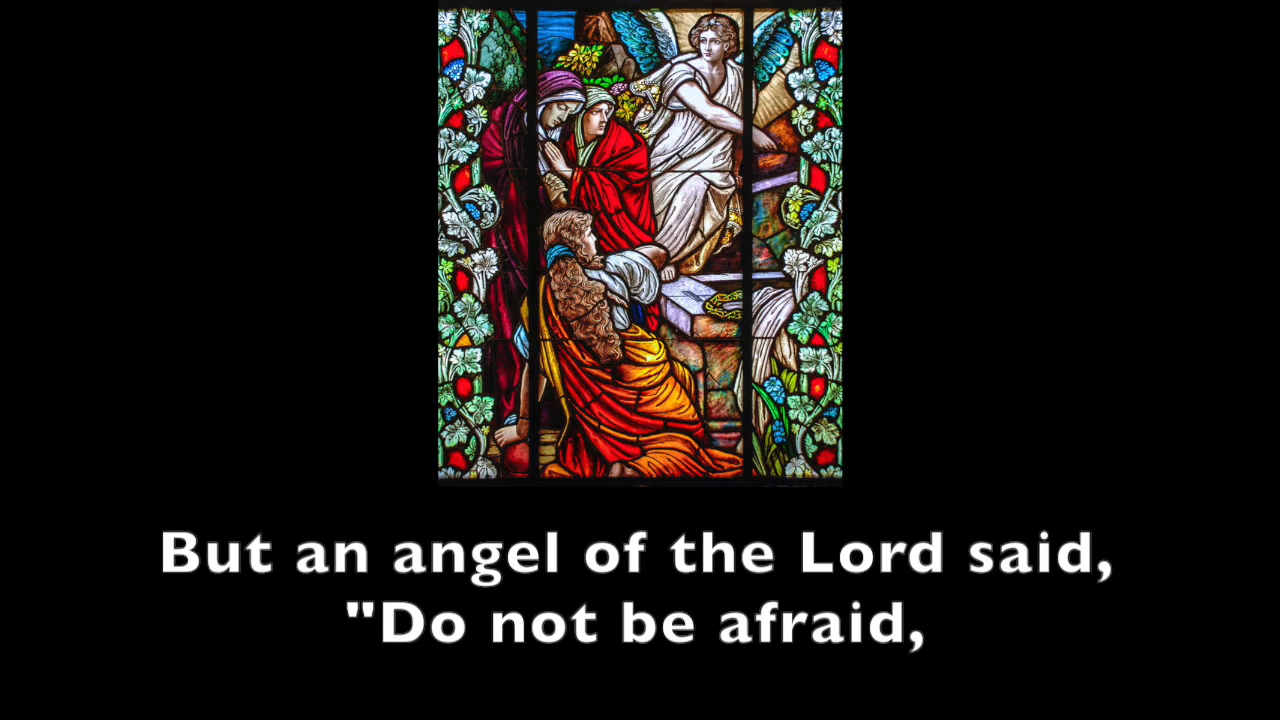 But an angel of the Lord said,
"Do not be afraid,